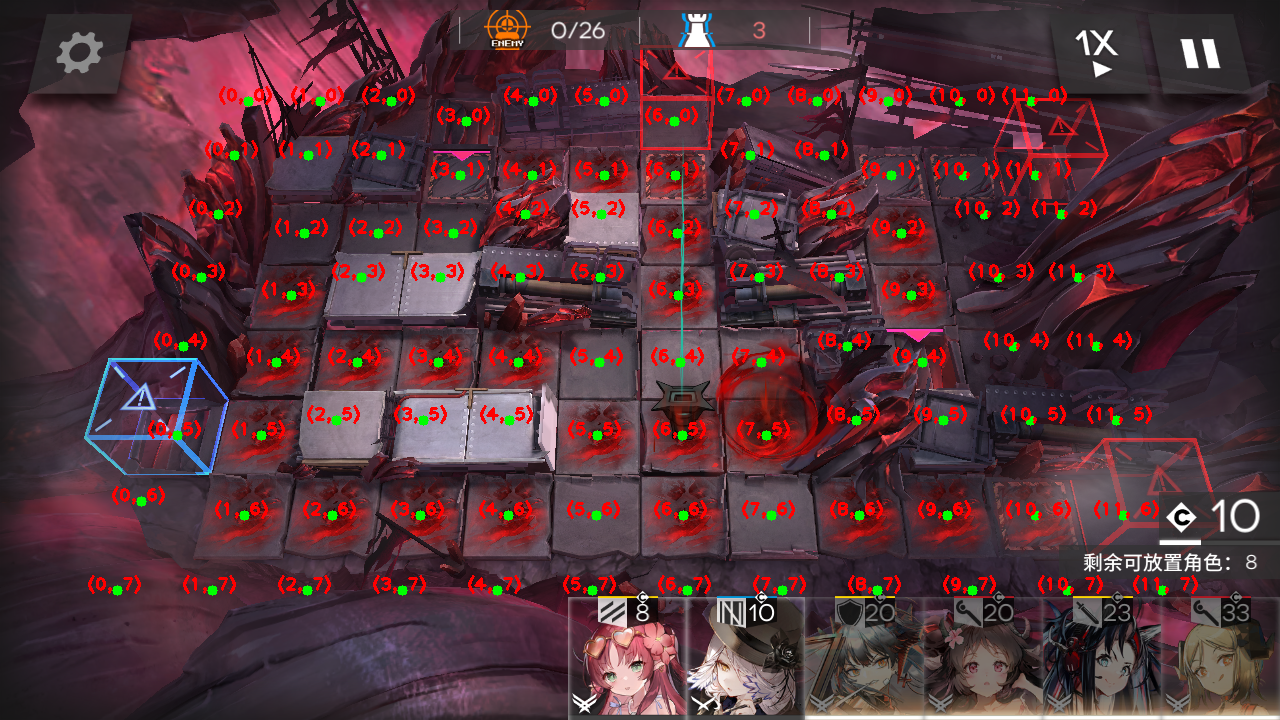 ENEMY 0/26 3
1X
(0, 0) (1, 0) (2, 0) (3, 0) (4, 0) (5, 0) (6, 0) (7, 0) (8, 0) (9, 0) (10, 0) (11, 0)
(0, 1) (1, 1) (2, 1) (3, 1) (4, 1) (5, 1) (6, 1) (7, 1) (8, 1) (9, 1) (10, 1) (11, 1)
(0, 2) (1, 2) (2, 2) (3, 2) (4, 2) (5, 2) (6, 2) (7, 2) (8, 2) (9, 2) (10, 2) (11, 2)
(0, 3) (1, 3) (2, 3) (3, 3) (4, 3) (5, 3) (6, 3) (7, 3) (8, 3) (9, 3) (10, 3) (11, 3)
(0, 4) (1, 4) (2, 4) (3, 4) (4, 4) (5, 4) (6, 4) (7, 4) (8, 4) (9, 4) (10, 4) (11, 4)
(0, 5) (1, 5) (2, 5) (3, 5) (4, 5) (5, 5) (6, 5) (7, 5) (8, 5) (9, 5) (10, 5) (11, 5)
(0, 6) (1, 6) (2, 6) (3, 6) (4, 6) (5, 6) (6, 6) (7, 6) (8, 6) (9, 6) (10, 6) (11, 6)
C 10
剩余可放置角色：8
(0, 7) (1, 7) (2, 7) (3, 7) (4, 7) (5, 7) (6, 7) (7, 7) (8, 7) (9, 7) (10, 7) (11, 7)
8 10 20 20 23 33